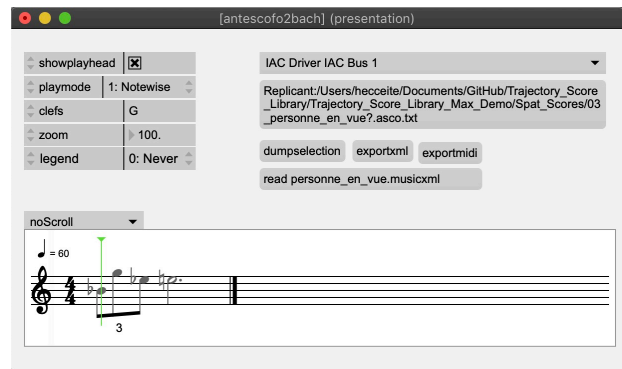 [antescofo2bach] (presentation)
showplayhead
playmode 1: Notewise
clefs G
zoom 100.
legend 0: Never
IAC Driver IAC Bus 1
Replicant:/Users/hecceite/Documents/GitHub/Trajectory_Score
_Library/Trajectory_Score_Library_Max_Demo/Spat_Scores/03
_personne_en_vue?.asco.txt
dumpselection exportxml exportmidi
read personne_en_vue.musicxml
noScroll
= 60
4
4
3